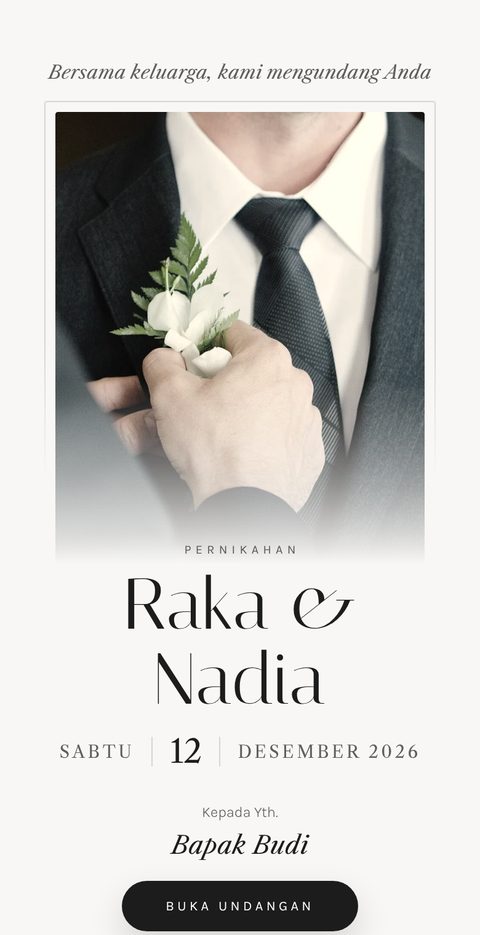 Bersama keluarga, kami mengundang Anda
PERNIKAHAN
Raka &
Nadia
SABTU 12 DESEMBER 2026
Kepada Yth.
Bapak Budi
BUKA UNDANGAN